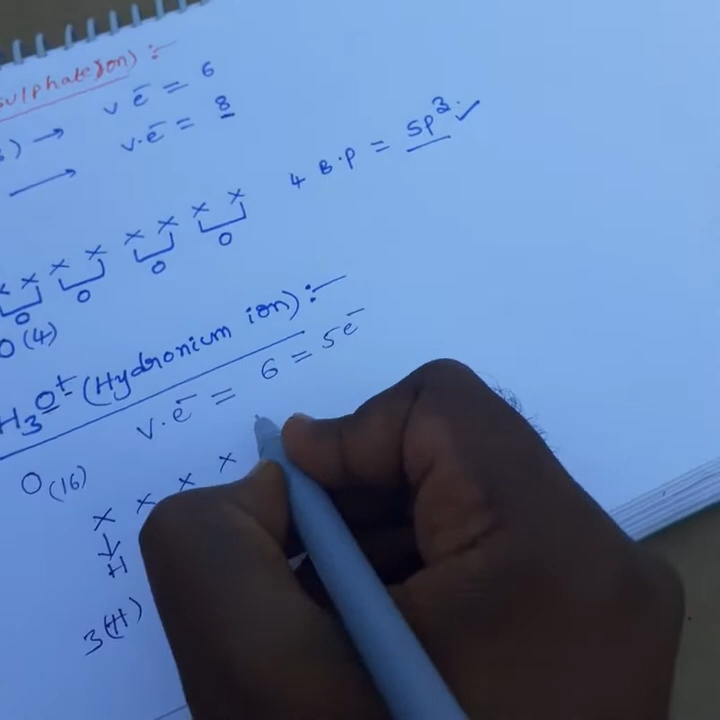 sulphate ion) :-
) → v e̅ = 6
→ v.e̅ = 8
x x x x x x x x 4 B.P = SP³. ✓
O O O O
O (4)
H₃O⁺ (Hydronium ion) :-
v.e̅ = 6 = 5e̅
O (16)
x x x x
↓
H
3(H)